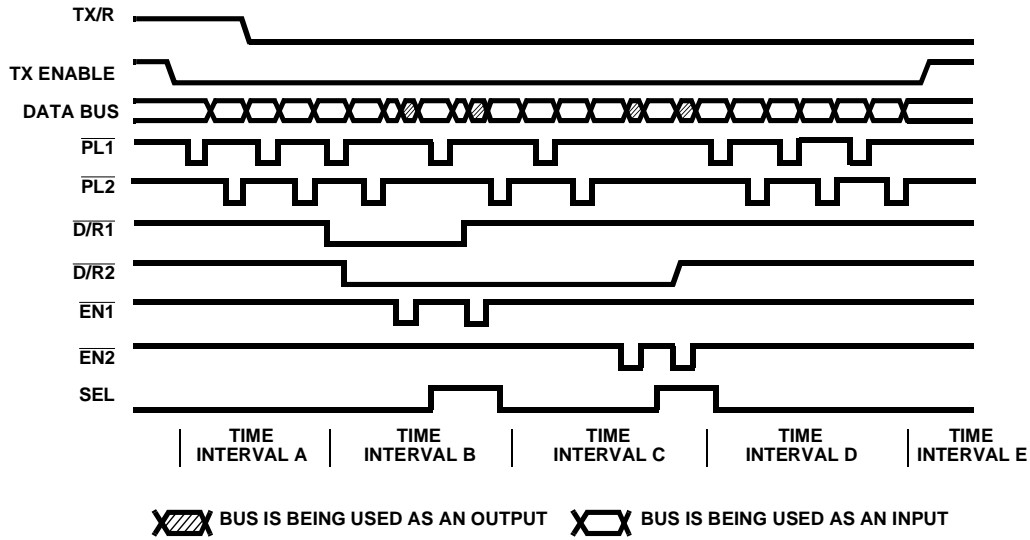 TX/R
TX ENABLE
DATA BUS
PL1
PL2
D/R1
D/R2
EN1
EN2
SEL
TIME INTERVAL A
TIME INTERVAL B
TIME INTERVAL C
TIME INTERVAL D
TIME INTERVAL E
BUS IS BEING USED AS AN OUTPUT
BUS IS BEING USED AS AN INPUT